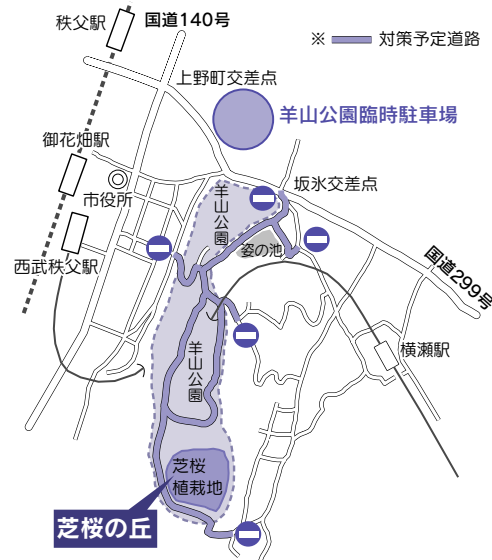 秩父駅
国道140号
※
対策予定道路
上野町交差点
羊山公園臨時駐車場
御花畑駅
市役所
羊山公園
坂氷交差点
西武秩父駅
姿の池
国道299号
羊山公園
横瀬駅
芝桜
植栽地
芝桜の丘